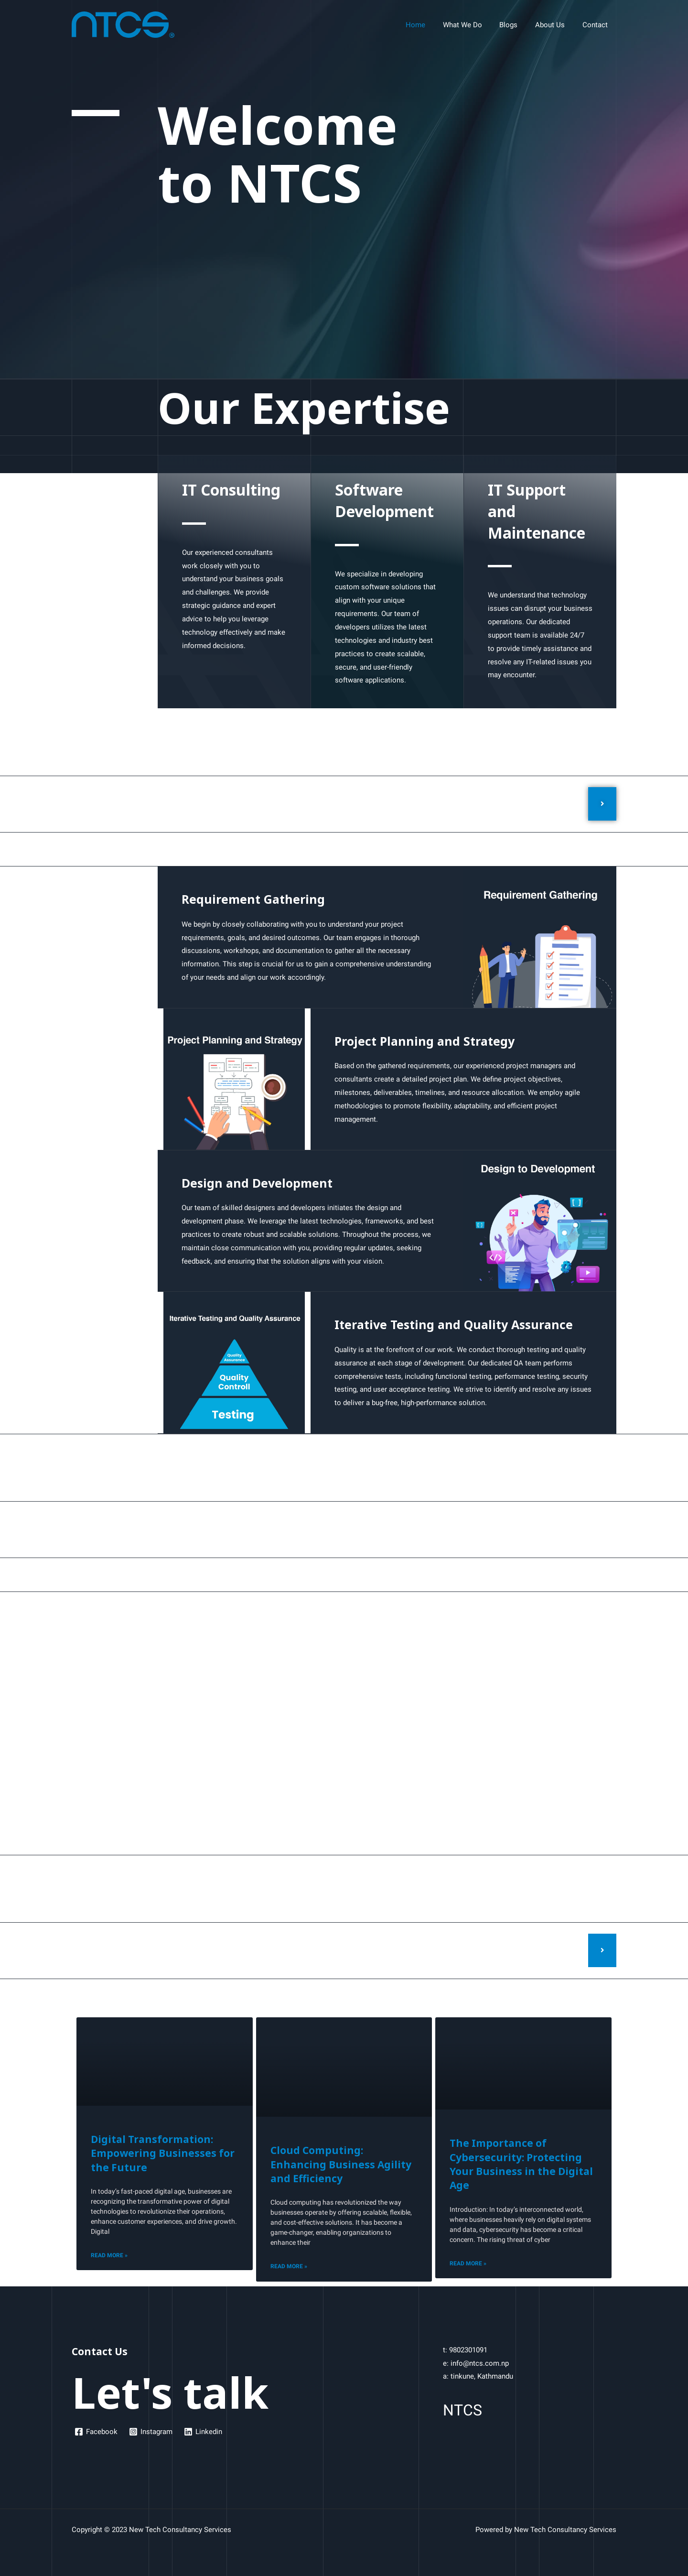 NTCS
Home
What We Do
Blogs
About Us
Contact
Welcome
to NTCS
Our Expertise
IT Consulting
Our experienced consultants
work closely with you to
understand your business goals
and challenges. We provide
strategic guidance and expert
advice to help you leverage
technology effectively and make
informed decisions.
Software
Development
We specialize in developing
custom software solutions that
align with your unique
requirements. Our team of
developers utilizes the latest
technologies and industry best
practices to create scalable,
secure, and user-friendly
software applications.
IT Support
and
Maintenance
We understand that technology
issues can disrupt your business
operations. Our dedicated
support team is available 24/7
to provide timely assistance and
resolve any IT-related issues you
may encounter.
Requirement Gathering
We begin by closely collaborating with you to understand your project
requirements, goals, and desired outcomes. Our team engages in thorough
discussions, workshops, and documentation to gather all the necessary
information. This step is crucial for us to gain a comprehensive understanding
of your needs and align our work accordingly.
Requirement Gathering
Project Planning and Strategy
Project Planning and Strategy
Based on the gathered requirements, our experienced project managers and
consultants create a detailed project plan. We define project objectives,
milestones, deliverables, timelines, and resource allocation. We employ agile
methodologies to promote flexibility, adaptability, and efficient project
management.
Design and Development
Our team of skilled designers and developers initiates the design and
development phase. We leverage the latest technologies, frameworks, and best
practices to create robust and scalable solutions. Throughout the process, we
maintain close communication with you, providing regular updates, seeking
feedback, and ensuring that the solution aligns with your vision.
Design to Development
Iterative Testing and Quality Assurance
Quality
Assurance
Quality
Controll
Testing
Iterative Testing and Quality Assurance
Quality is at the forefront of our work. We conduct thorough testing and quality
assurance at each stage of development. Our dedicated QA team performs
comprehensive tests, including functional testing, performance testing, security
testing, and user acceptance testing. We strive to identify and resolve any issues
to deliver a bug-free, high-performance solution.
Digital Transformation:
Empowering Businesses for
the Future
In today's fast-paced digital age, businesses are
recognizing the transformative power of digital
technologies to revolutionize their operations,
enhance customer experiences, and drive growth.
Digital
READ MORE »
Cloud Computing:
Enhancing Business Agility
and Efficiency
Cloud computing has revolutionized the way
businesses operate by offering scalable, flexible,
and cost-effective solutions. It has become a
game-changer, enabling organizations to
enhance their
READ MORE »
The Importance of
Cybersecurity: Protecting
Your Business in the Digital
Age
Introduction: In today's interconnected world,
where businesses heavily rely on digital systems
and data, cybersecurity has become a critical
concern. The rising threat of cyber
READ MORE »
Contact Us
Let's talk
Facebook
Instagram
Linkedin
t: 9802301091
e: info@ntcs.com.np
a: tinkune, Kathmandu
NTCS
Copyright © 2023 New Tech Consultancy Services
Powered by New Tech Consultancy Services